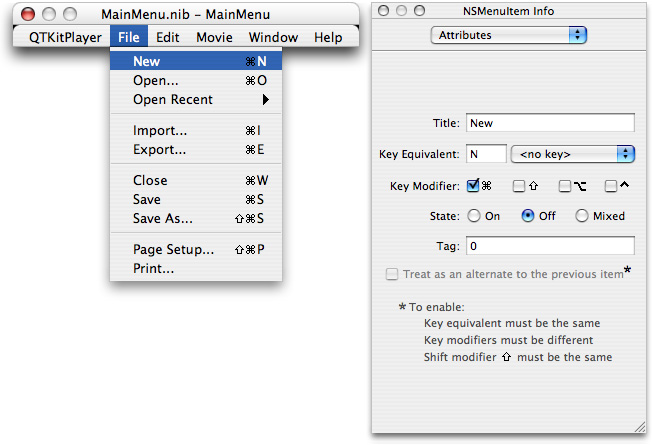 MainMenu.nib – MainMenu
QTKitPlayer File Edit Movie Window Help
New ⌘N
Open... ⌘O
Open Recent ▶
Import... ⌘I
Export... ⌘E
Close ⌘W
Save ⌘S
Save As... ⇧⌘S
Page Setup... ⇧⌘P
Print...
NSMenuItem Info
Attributes
Title: New
Key Equivalent: N <no key>
Key Modifier: ⌘ ⇧ ⌥ ^
State: On Off Mixed
Tag: 0
Treat as an alternate to the previous item*
* To enable:
Key equivalent must be the same
Key modifiers must be different
Shift modifier ⇧ must be the same